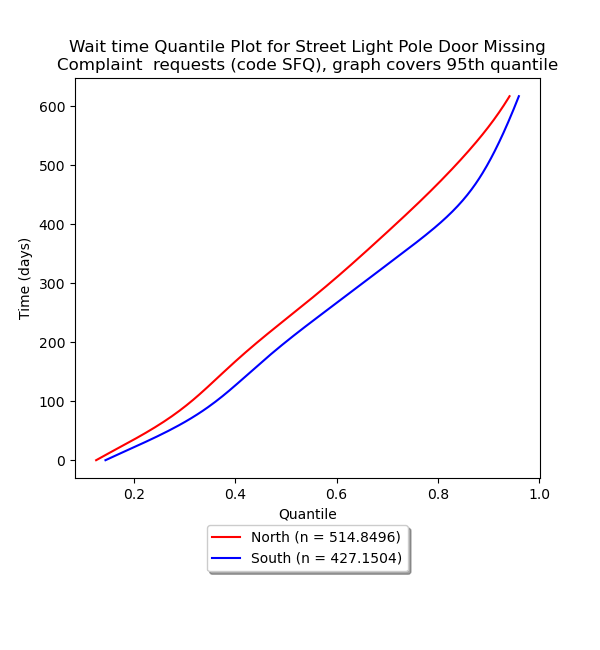 Wait time Quantile Plot for Street Light Pole Door Missing
Complaint  requests (code SFQ), graph covers 95th quantile
Time (days)
600
500
400
300
200
100
0
0.2 0.4 0.6 0.8 1.0
Quantile
North (n = 514.8496)
South (n = 427.1504)